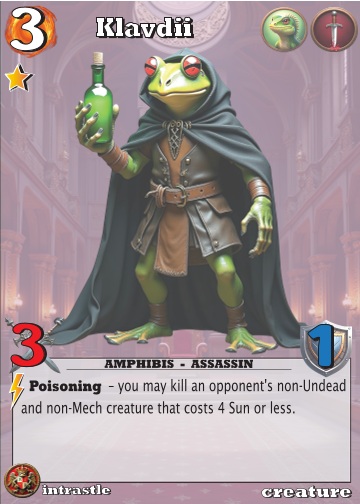 3 Klavdii
3 1
AMPHIBIS - ASSASSIN
Poisoning - you may kill an opponent's non-Undead
and non-Mech creature that costs 4 Sun or less.
intrastle creature